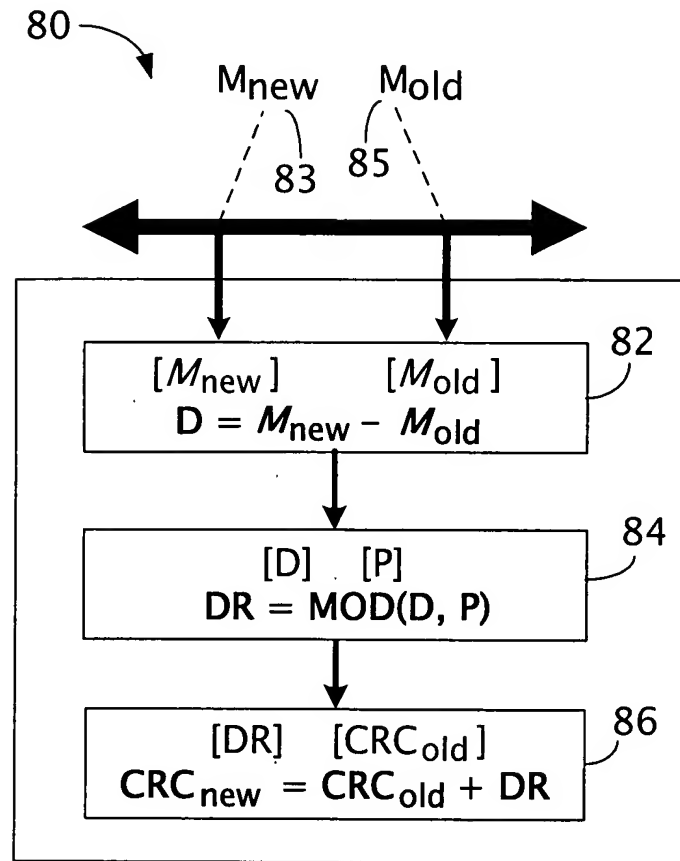 80
Mnew Mold
83 85
[Mnew] [Mold]
82
D = Mnew - Mold
[D] [P]
84
DR = MOD(D, P)
[DR] [CRCold]
86
CRCnew = CRCold + DR